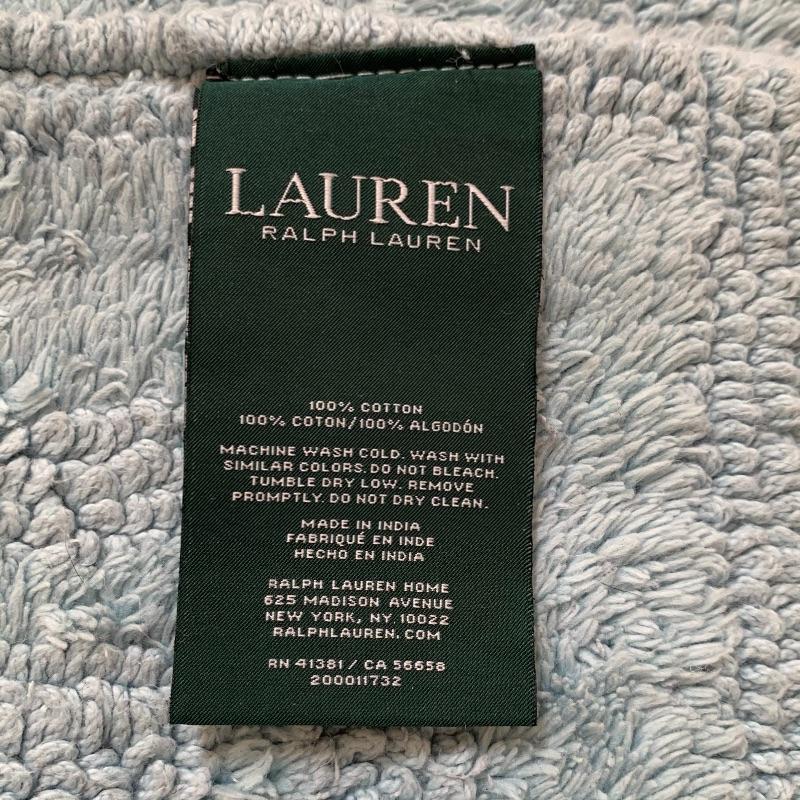 LAUREN
RALPH LAUREN
100% COTTON
100% COTON/100% ALGODÓN
MACHINE WASH COLD. WASH WITH
SIMILAR COLORS. DO NOT BLEACH.
TUMBLE DRY LOW. REMOVE
PROMPTLY. DO NOT DRY CLEAN.
MADE IN INDIA
FABRIQUÉ EN INDE
HECHO EN INDIA
RALPH LAUREN HOME
625 MADISON AVENUE
NEW YORK, NY. 10022
RALPHLAUREN.COM
RN 41381 / CA 56658
200011732